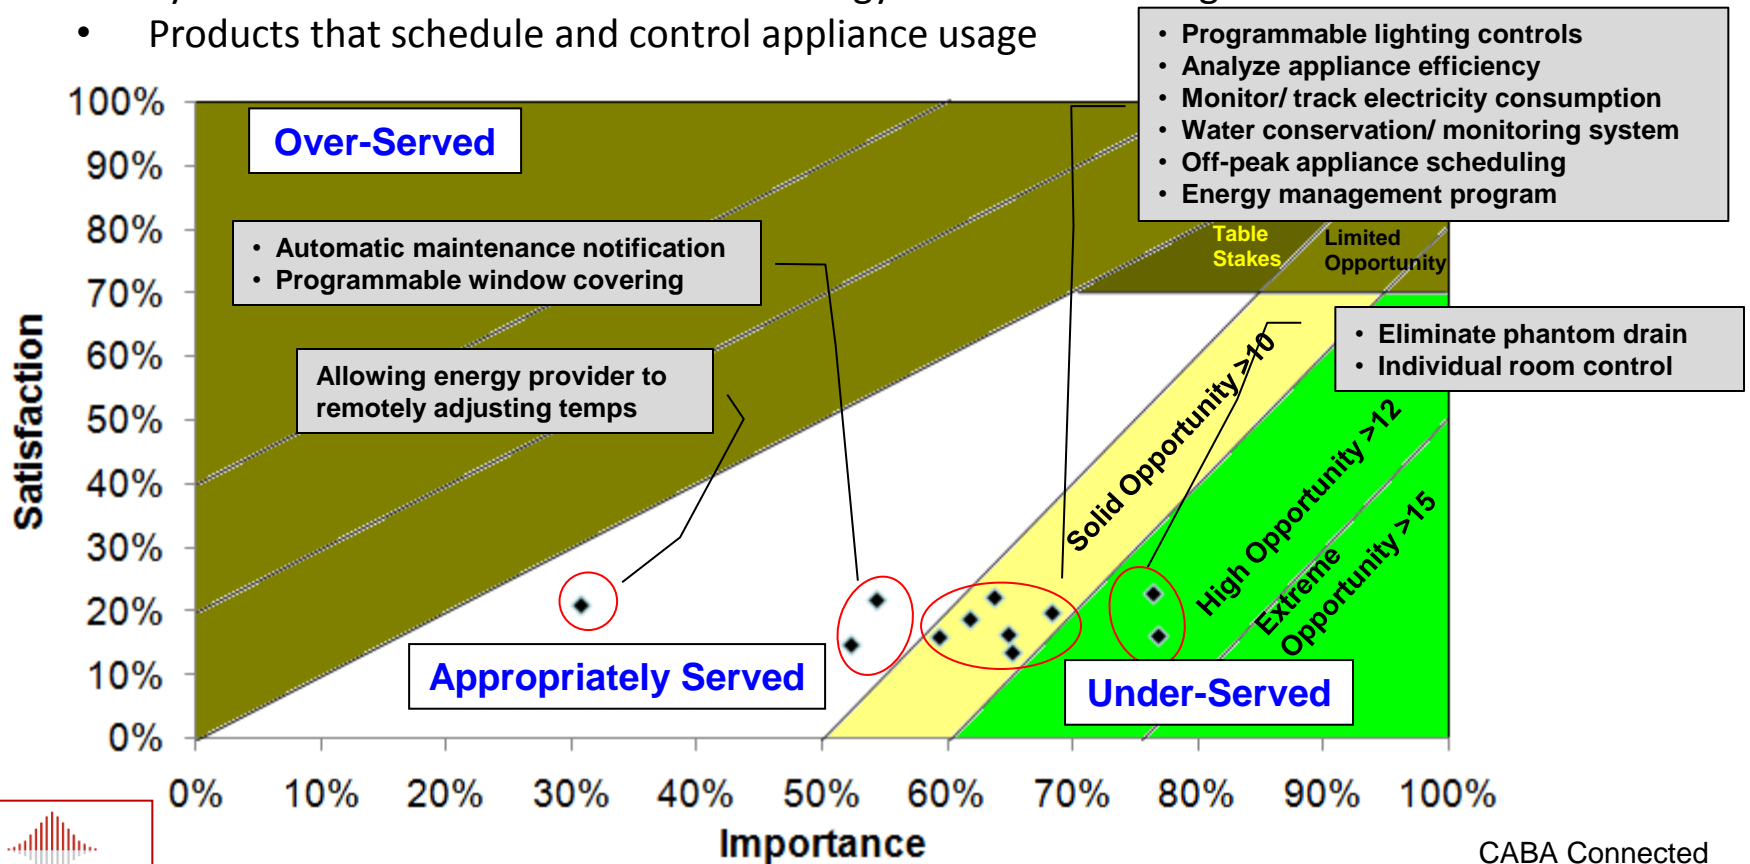 • Products that schedule and control appliance usage
• Programmable lighting controls
• Analyze appliance efficiency
• Monitor/ track electricity consumption
• Water conservation/ monitoring system
• Off-peak appliance scheduling
• Energy management program
100%
90%
80%
70%
60%
50%
40%
30%
20%
10%
0%
Satisfaction
Over-Served
• Automatic maintenance notification
• Programmable window covering
Allowing energy provider to
remotely adjusting temps
Table
Stakes
Limited
Opportunity
• Eliminate phantom drain
• Individual room control
Solid Opportunity >10
High Opportunity >12
Extreme
Opportunity >15
Appropriately Served
Under-Served
0% 10% 20% 30% 40% 50% 60% 70% 80% 90% 100%
Importance
CABA Connected